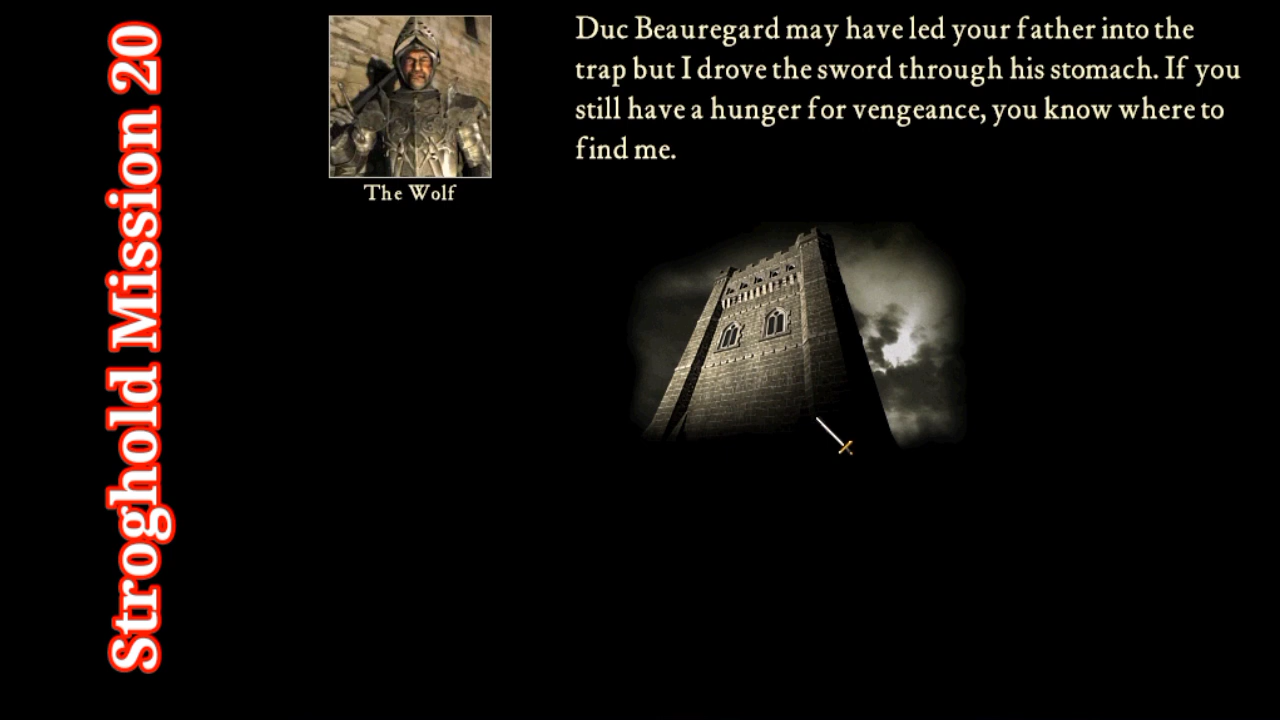 Stroghold Mission 20
Duc Beauregard may have led your father into the
trap but I drove the sword through his stomach. If you
still have a hunger for vengeance, you know where to
find me.
The Wolf